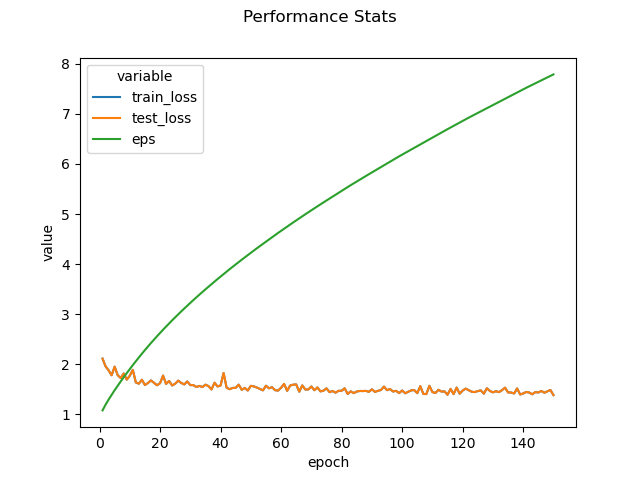 Performance Stats
8
7
6
5
4
3
2
1
value
variable
train_loss
test_loss
eps
0 20 40 60 80 100 120 140
epoch